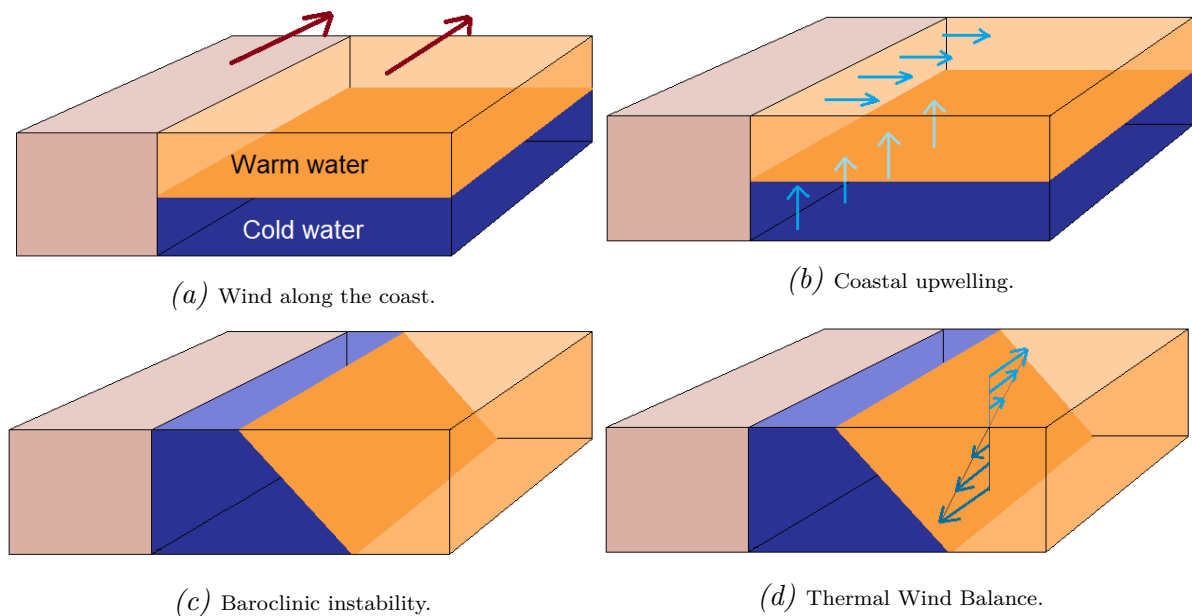 Warm water
Cold water
(a) Wind along the coast.
(b) Coastal upwelling.
(c) Baroclinic instability.
(d) Thermal Wind Balance.